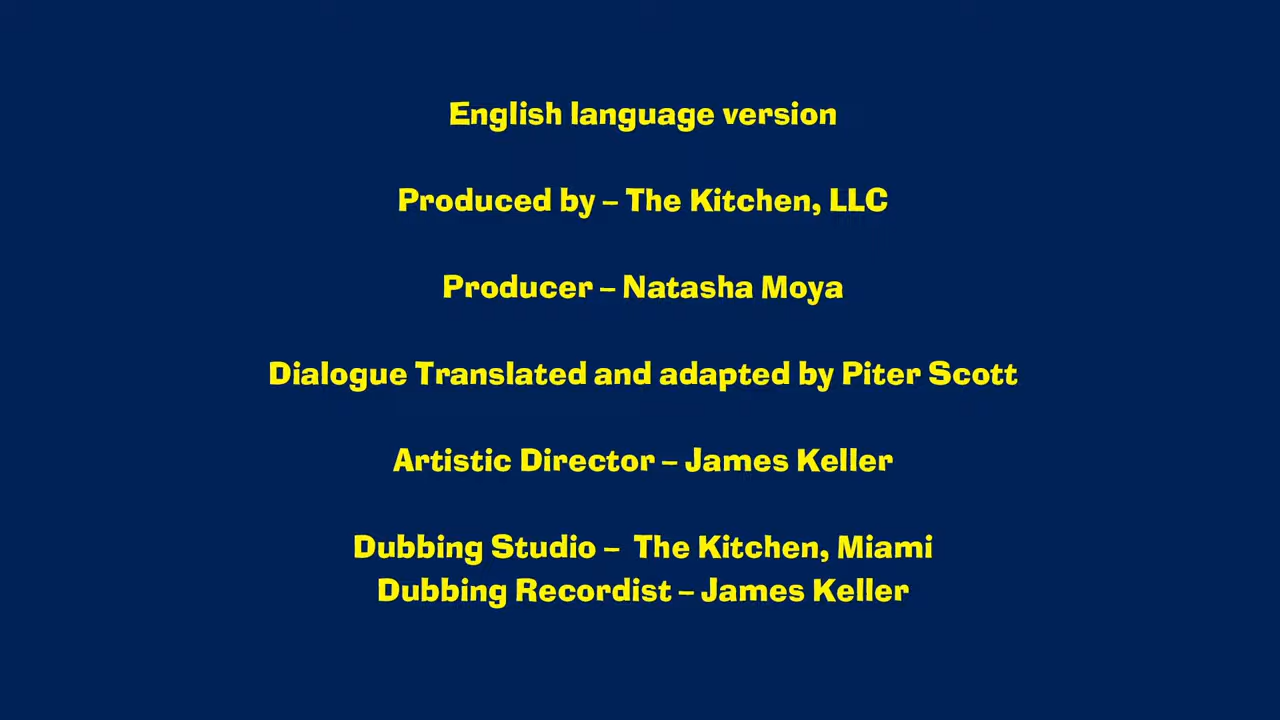 English language version
Produced by – The Kitchen, LLC
Producer – Natasha Moya
Dialogue Translated and adapted by Piter Scott
Artistic Director – James Keller
Dubbing Studio –  The Kitchen, Miami
Dubbing Recordist – James Keller